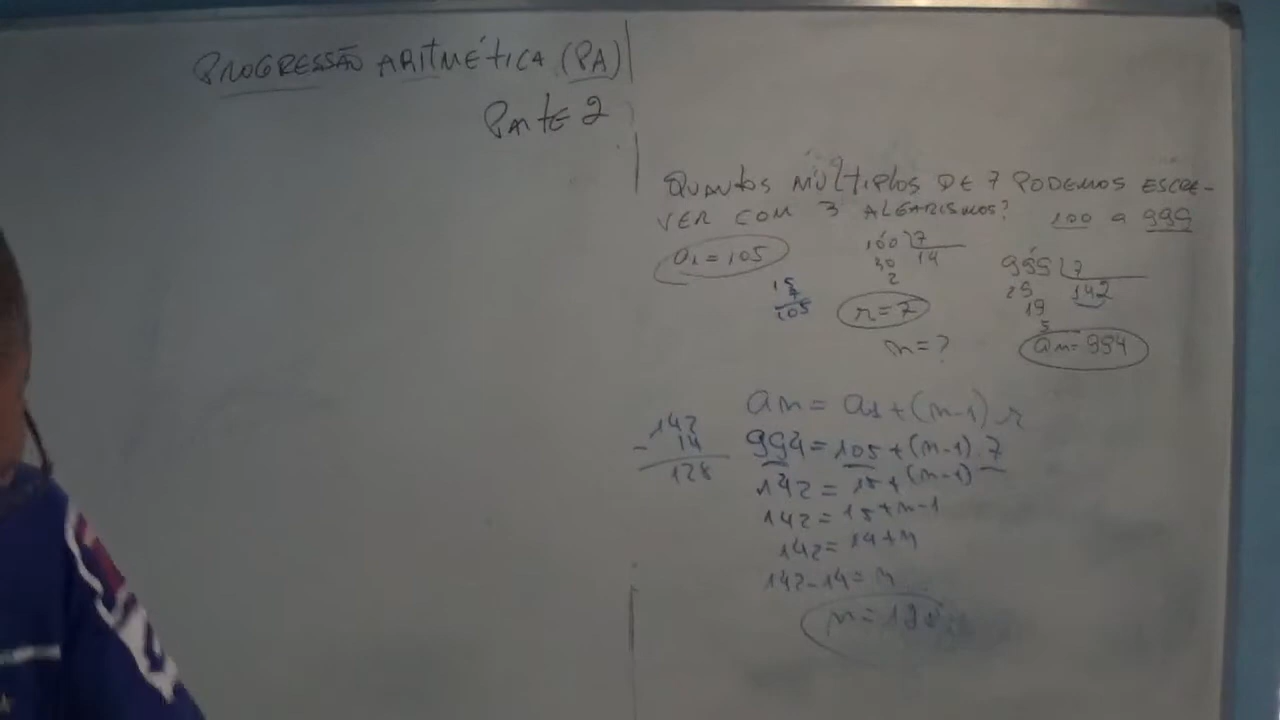 PROGRESSÃO ARITMÉTICA (PA)
PARTE 2
QUANTOS MÚLTIPLOS DE 7 PODEMOS ESCRE-
VER COM 3 ALGARISMOS? 100 a 999
a1 = 105
100 7
30 14
2
15
7
105
r = 7
n = ?
999 7
29 142
19
5
an = 994
an = a1 + (n-1) . r
994 = 105 + (n-1) . 7
142 = 15 + (n-1)
142 = 15 + n - 1
142 = 14 + n
142 - 14 = n
n = 128
142
- 14
128